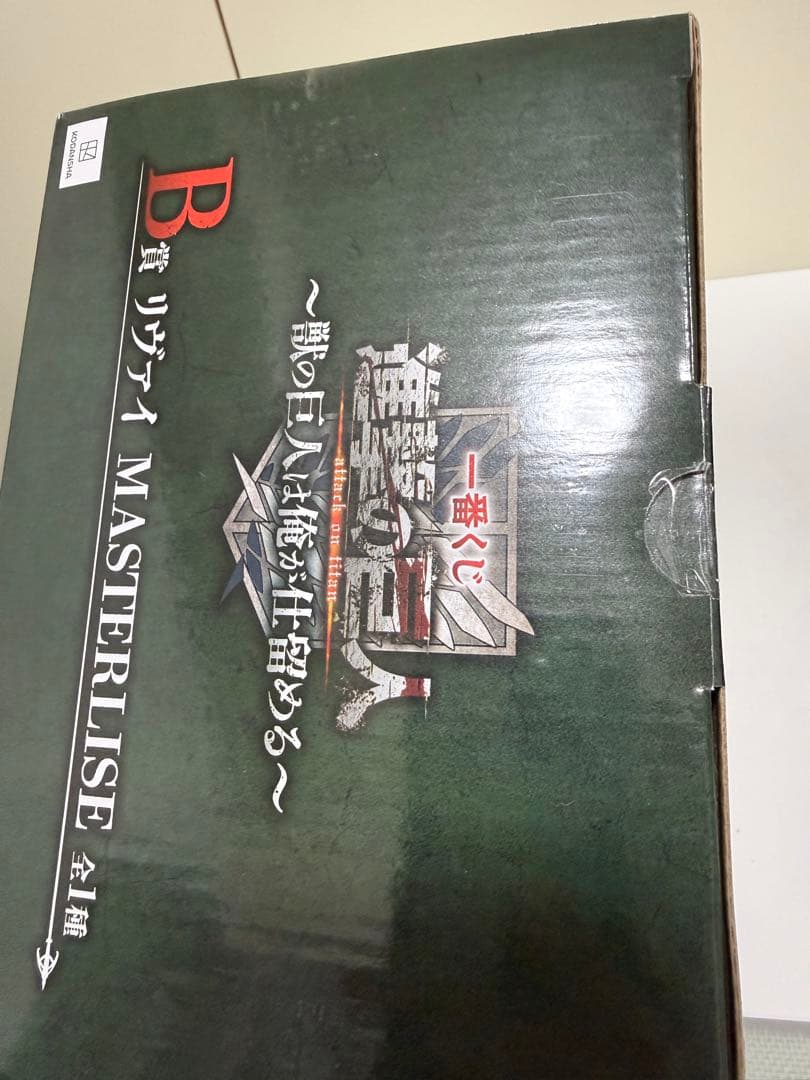 一番くじ
進撃の巨人
attack on titan
〜獣の巨人は俺が仕留める〜
B賞 リヴァイ MASTERLISE 全1種
KODANSHA